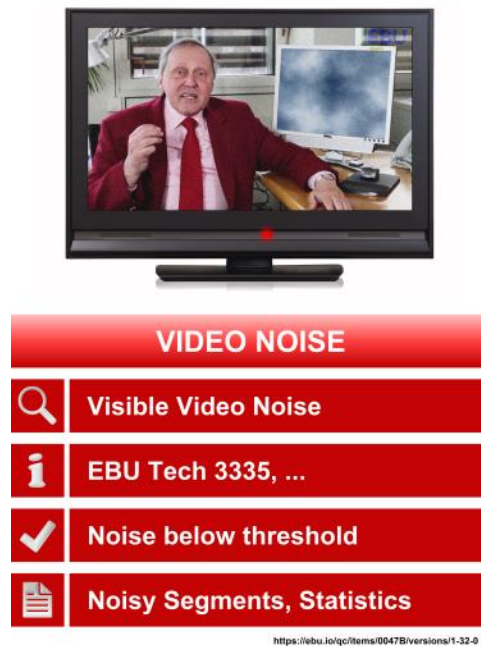 EBU
VIDEO NOISE
Visible Video Noise
EBU Tech 3335, ...
Noise below threshold
Noisy Segments, Statistics
https://ebu.io/qc/items/0047B/versions/1-32-0